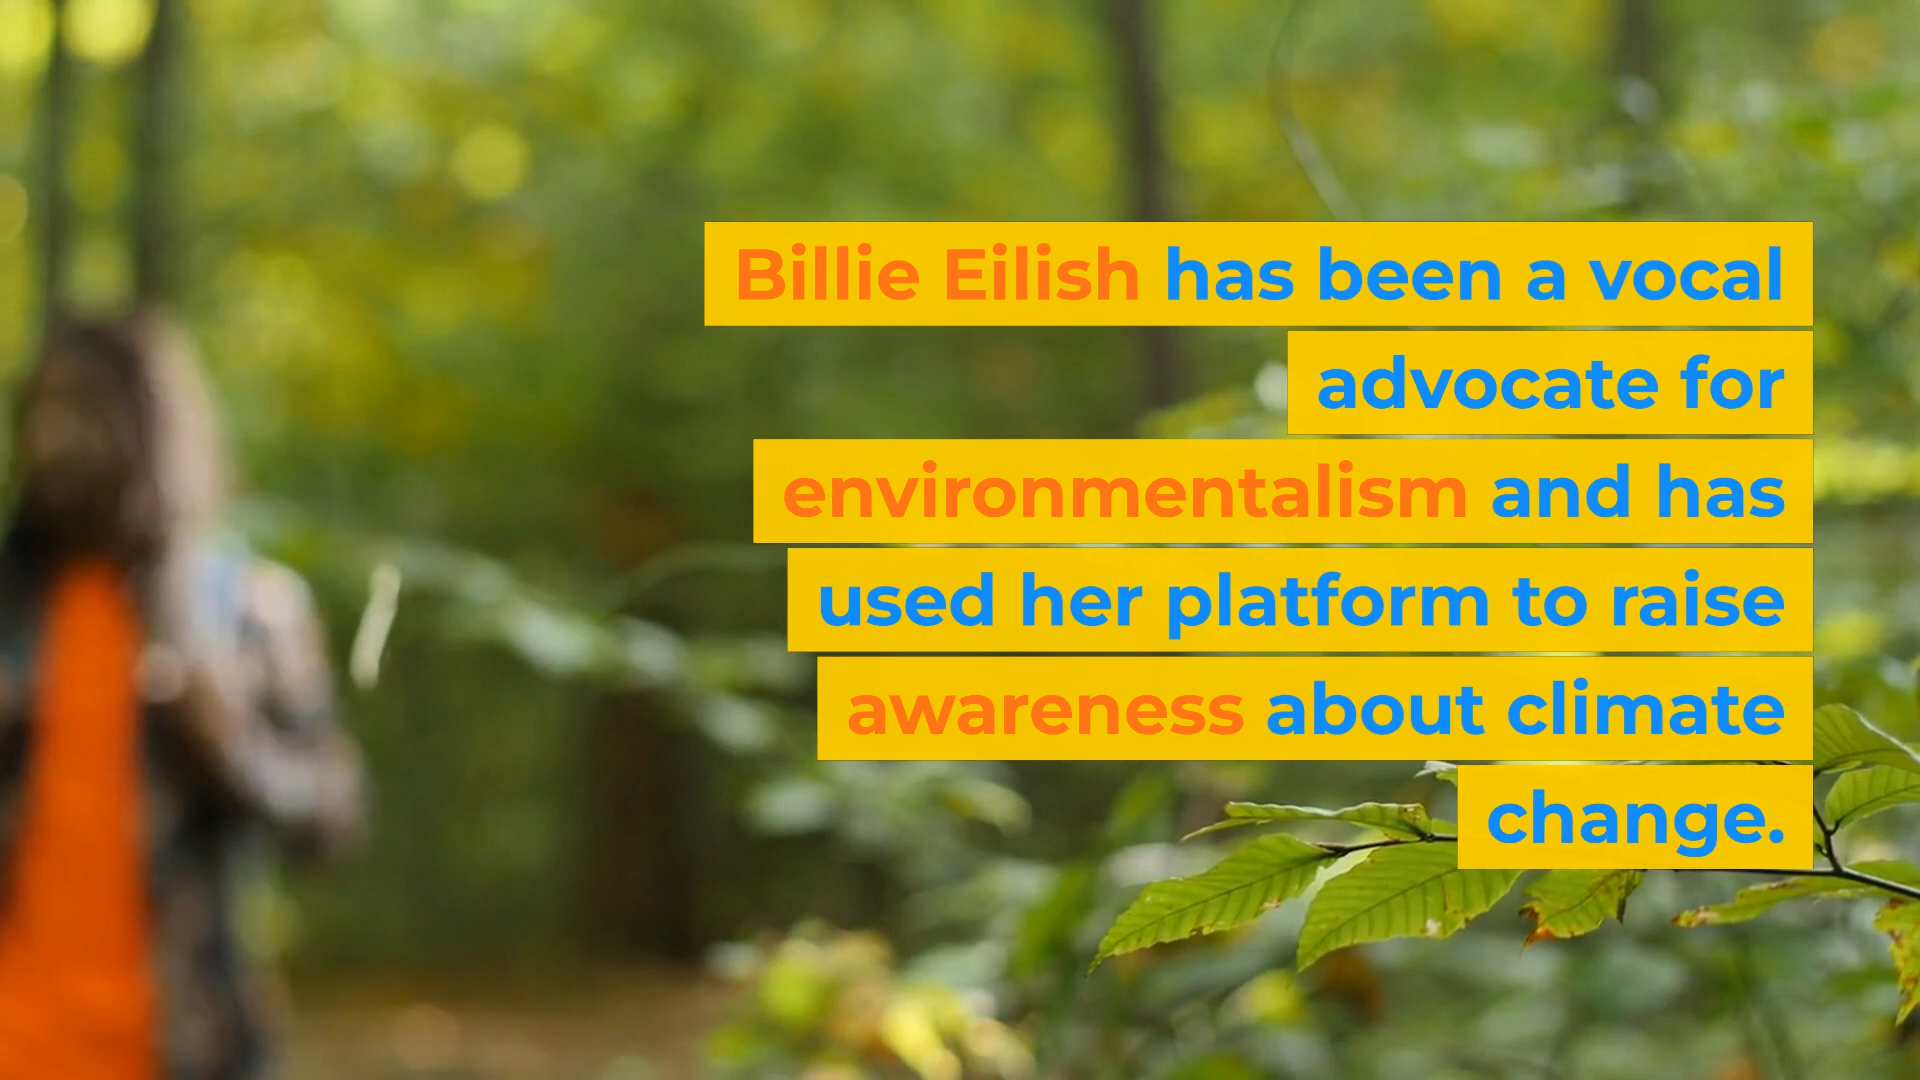 Billie Eilish has been a vocal
advocate for
environmentalism and has
used her platform to raise
awareness about climate
change.